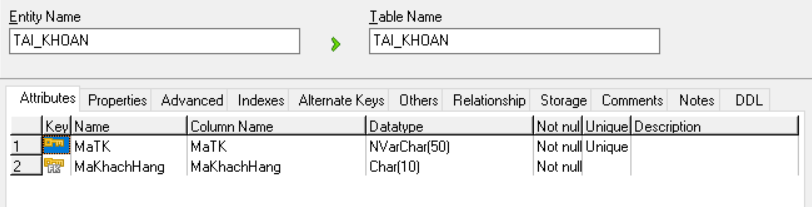 Entity Name Table Name
TAI_KHOAN TAI_KHOAN
Attributes Properties Advanced Indexes Alternate Keys Others Relationship Storage Comments Notes DDL
Key Name Column Name Datatype Not nul Unique Description
1 MaTK MaTK NVarChar(50) Not null Unique
2 FK MaKhachHang MaKhachHang Char(10) Not null